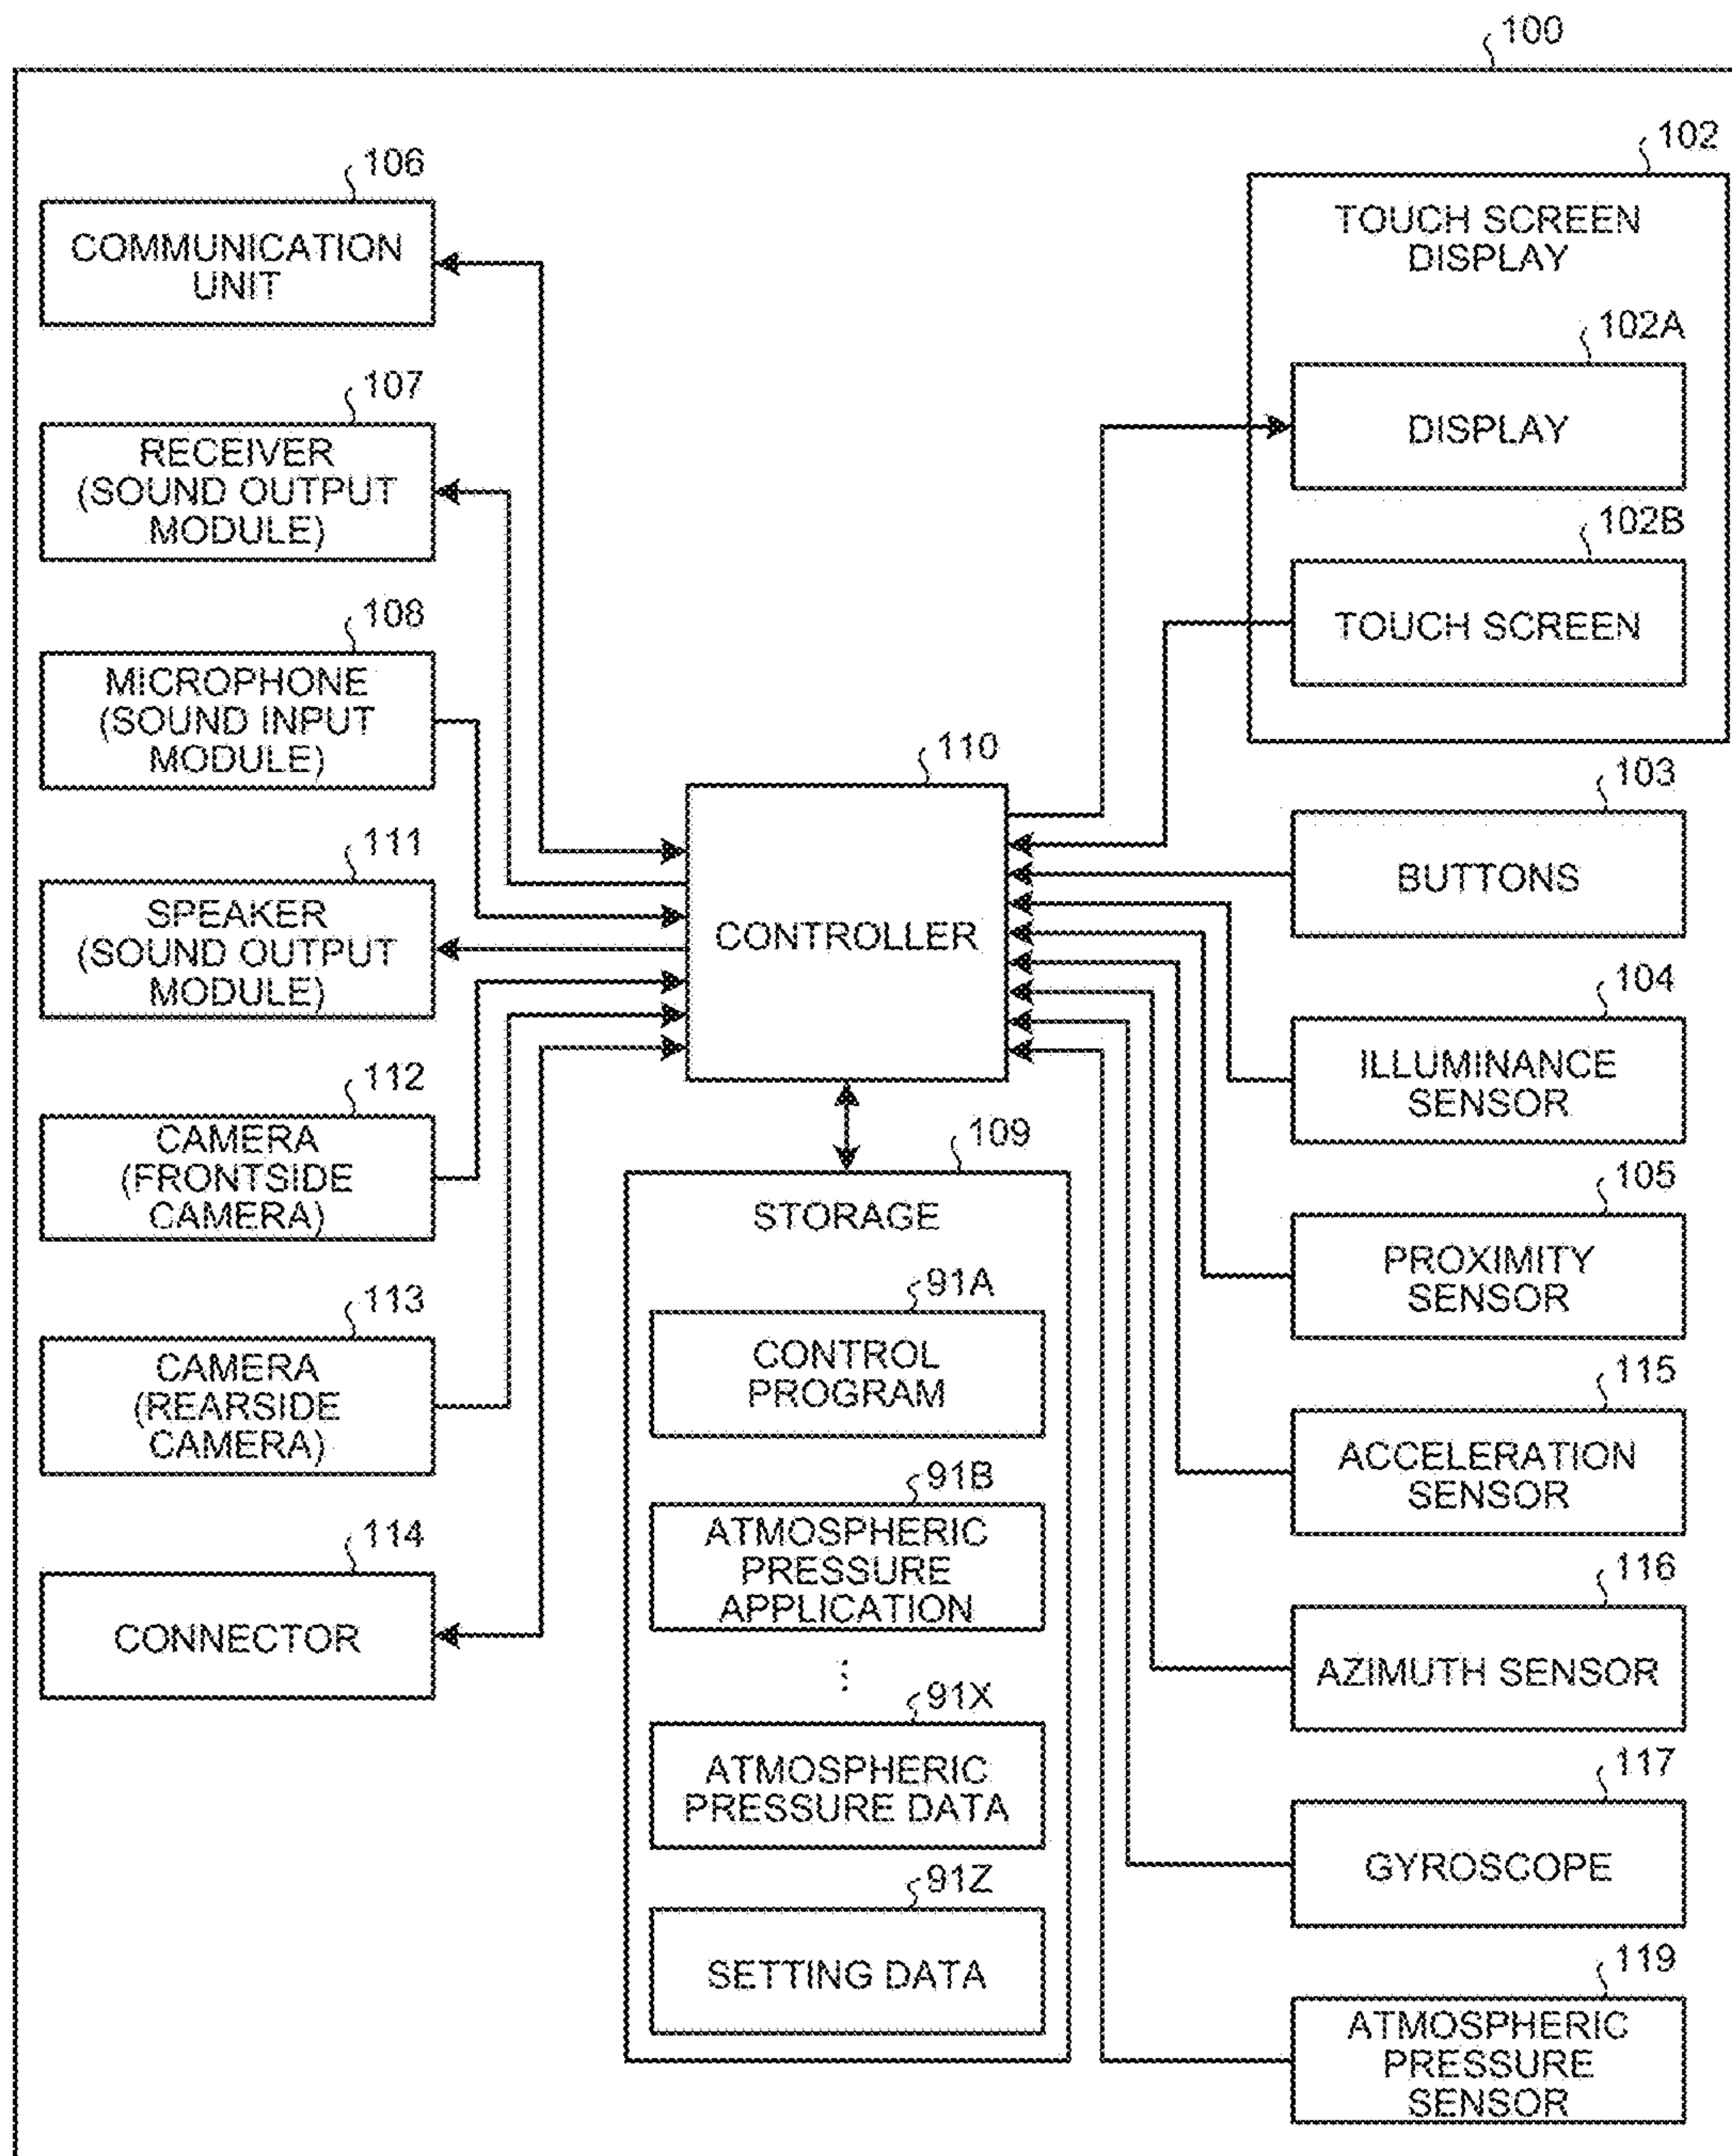 100
106
COMMUNICATION
UNIT
107
RECEIVER
(SOUND OUTPUT
MODULE)
108
MICROPHONE
(SOUND INPUT
MODULE)
111
SPEAKER
(SOUND OUTPUT
MODULE)
112
CAMERA
(FRONTSIDE
CAMERA)
113
CAMERA
(REARSIDE
CAMERA)
114
CONNECTOR
110
CONTROLLER
109
STORAGE
91A
CONTROL
PROGRAM
91B
ATMOSPHERIC
PRESSURE
APPLICATION
⋮
91X
ATMOSPHERIC
PRESSURE DATA
91Z
SETTING DATA
102
TOUCH SCREEN
DISPLAY
102A
DISPLAY
102B
TOUCH SCREEN
103
BUTTONS
104
ILLUMINANCE
SENSOR
105
PROXIMITY
SENSOR
115
ACCELERATION
SENSOR
116
AZIMUTH SENSOR
117
GYROSCOPE
119
ATMOSPHERIC
PRESSURE
SENSOR